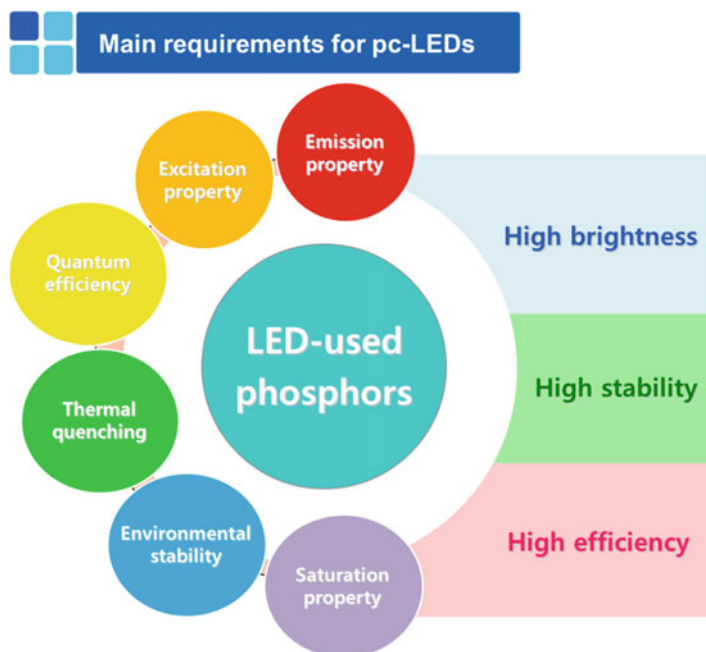 Main requirements for pc-LEDs
Emission
property
Excitation
property
Quantum
efficiency
Thermal
quenching
Environmental
stability
Saturation
property
LED-used
phosphors
High brightness
High stability
High efficiency